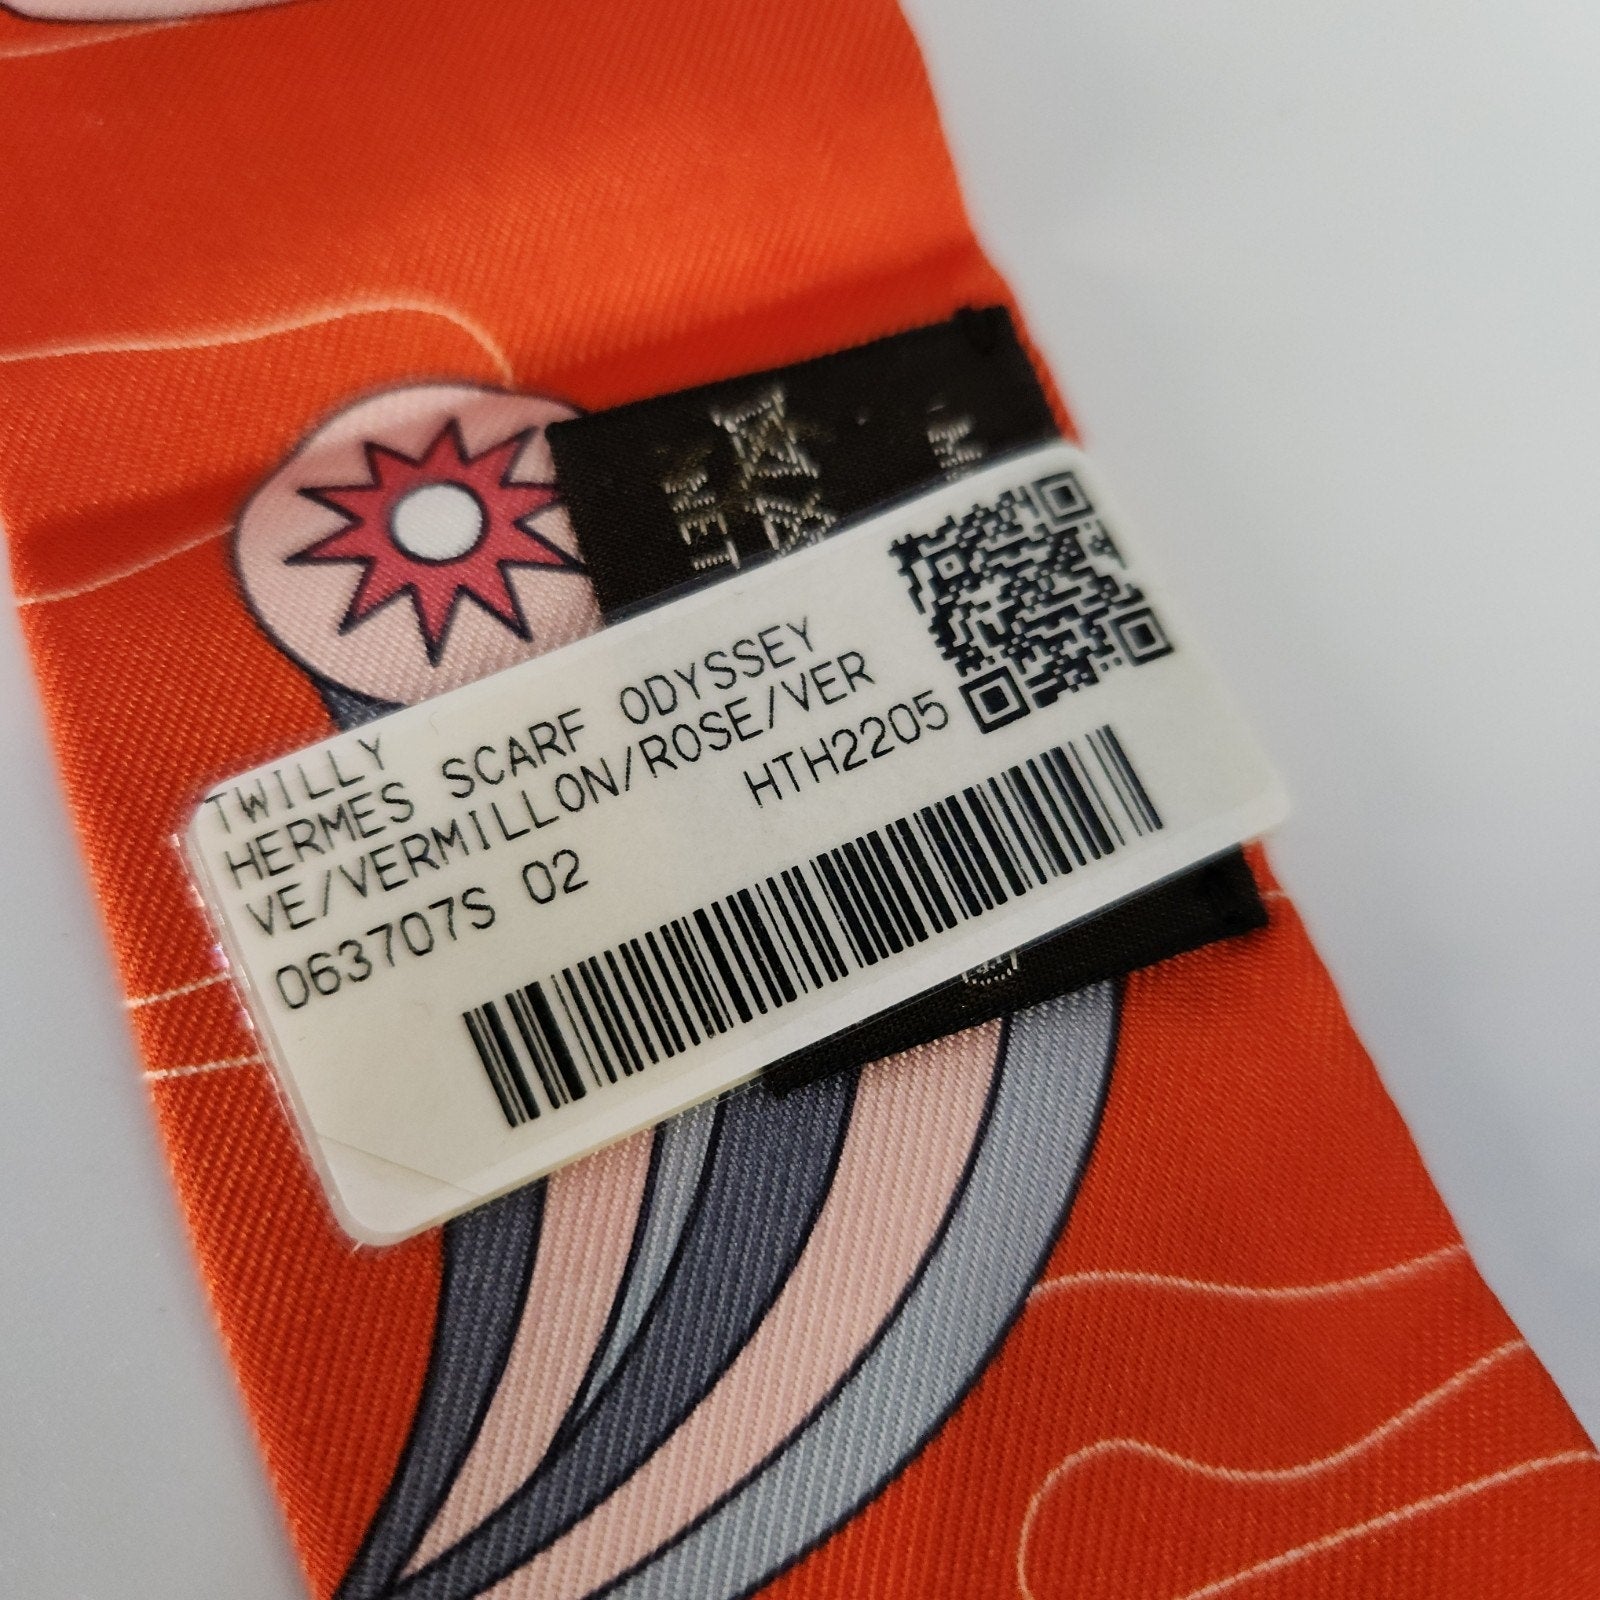 TWILLY
HERMES SCARF ODYSSEY
VE/VERMILLON/ROSE/VER
063707S 02 HTH2205